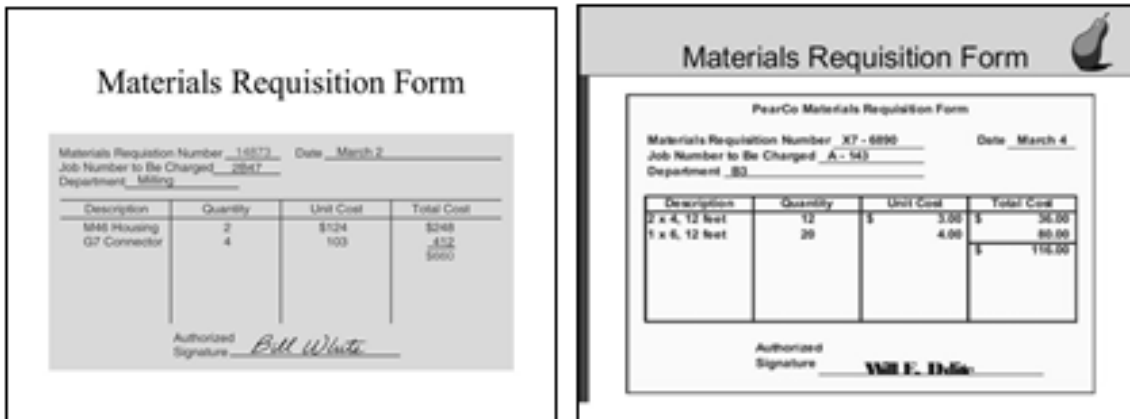 Materials Requisition Form
Materials Requistion Number 14873 Date March 2
Job Number to Be Charged 2B47
Department Milling
Description Quantity Unit Cost Total Cost
M46 Housing 2 $124 $248
G7 Connector 4 103 412
$660
Authorized
Signature Bill White
Materials Requisition Form
PearCo Materials Requisition Form
Materials Requisition Number X7 - 6890 Date March 4
Job Number to Be Charged A - 143
Department B3
Description Quantity Unit Cost Total Cost
2 x 4, 12 feet 12 $ 3.00 $ 36.00
1 x 6, 12 feet 20 4.00 80.00
$ 116.00
Authorized
Signature Will E. Delite